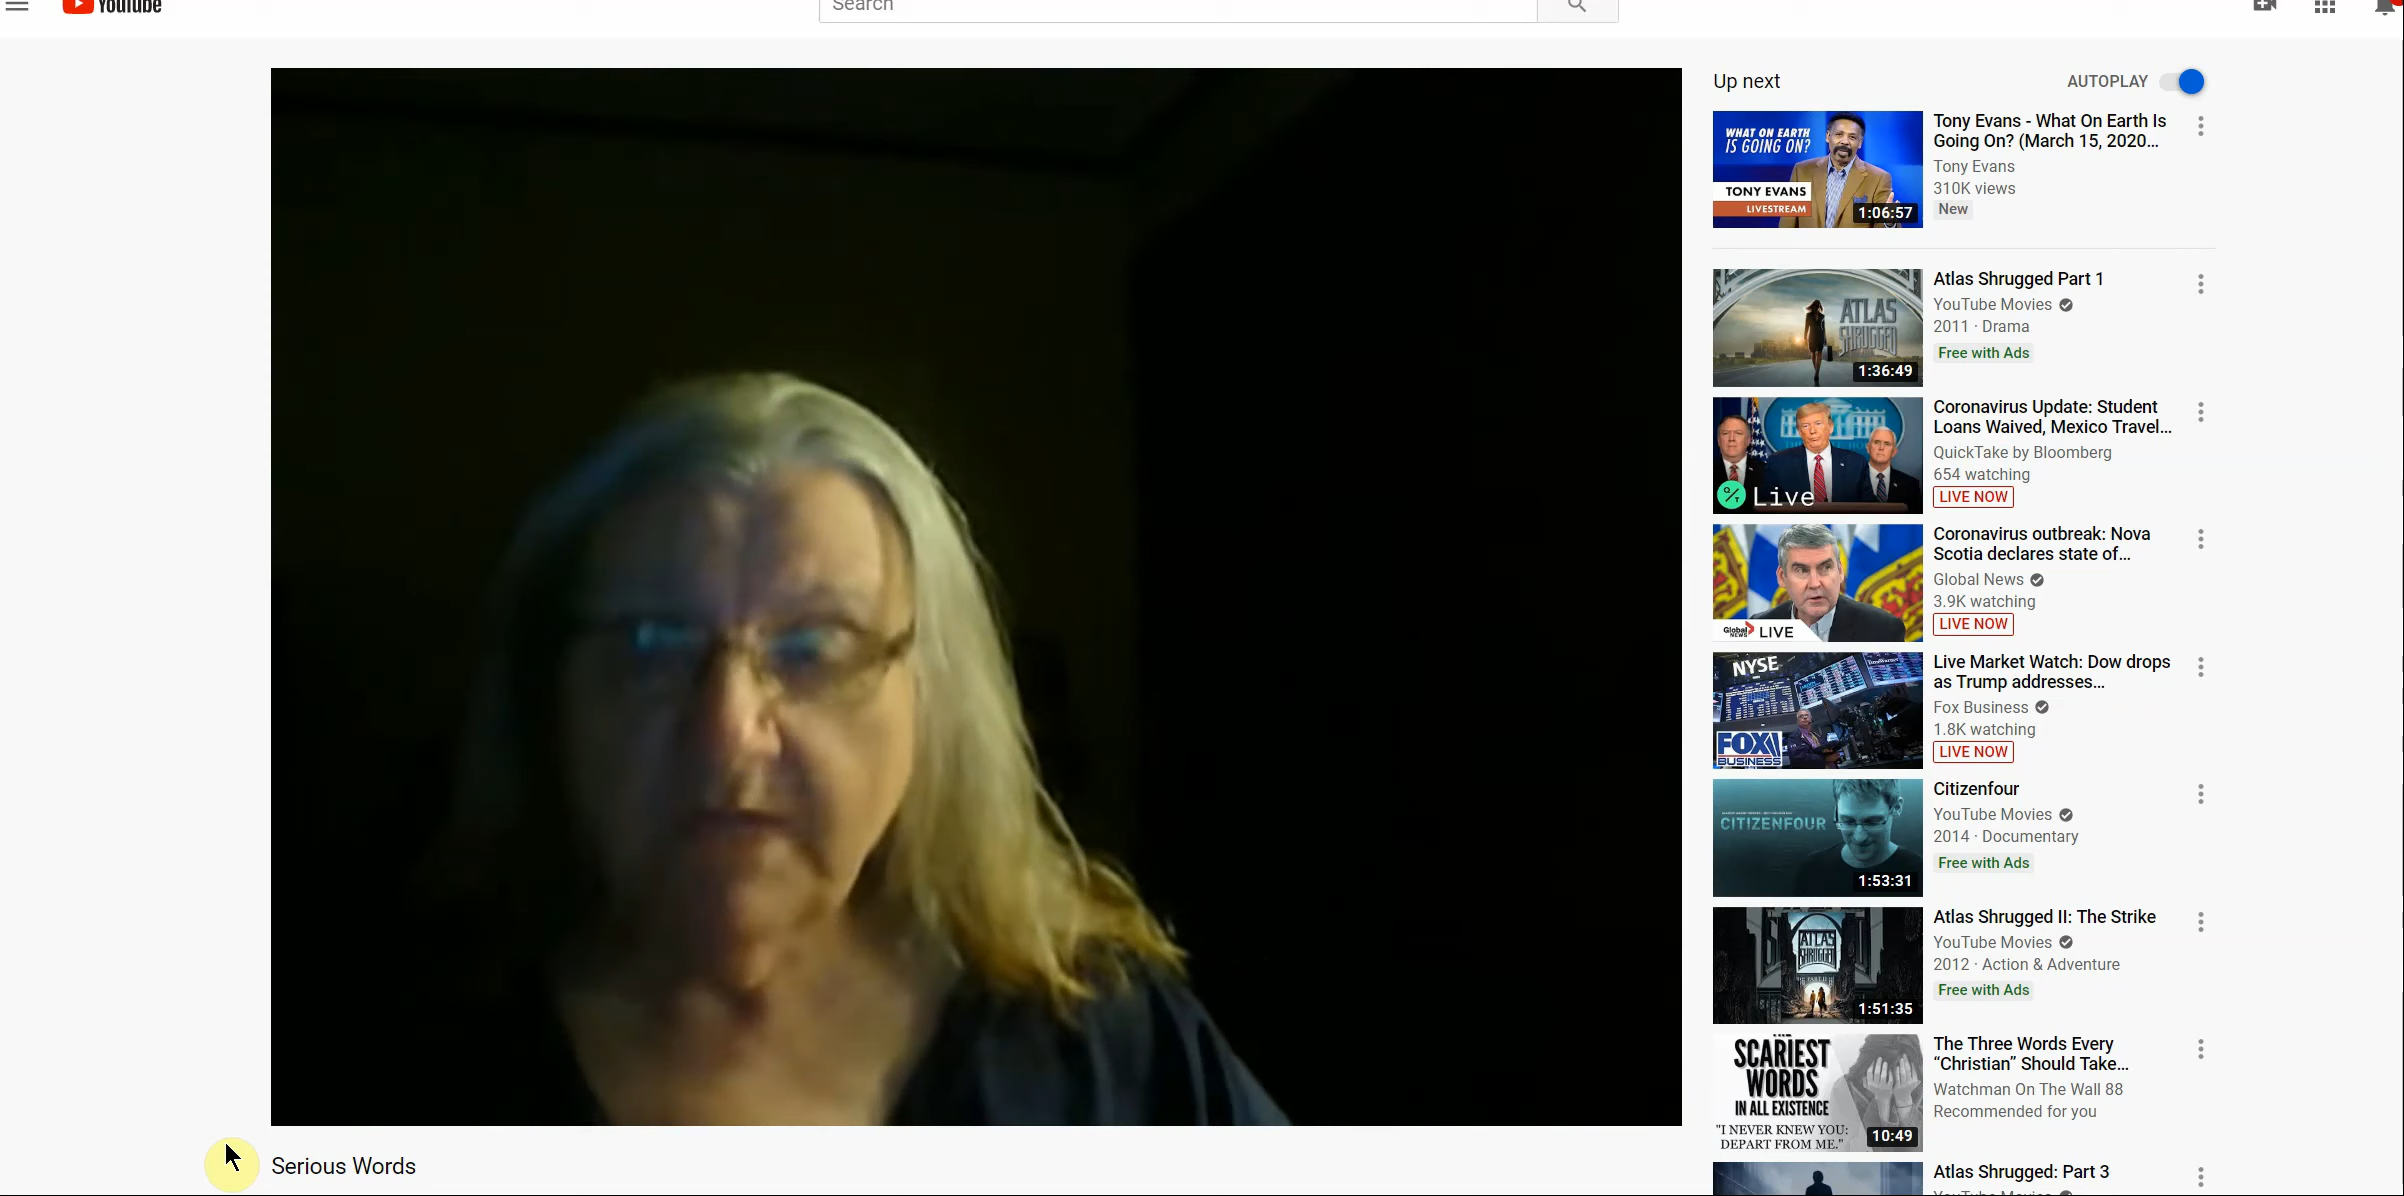 YouTube
Search
Up next
AUTOPLAY
WHAT ON EARTH
IS GOING ON?
TONY EVANS
LIVESTREAM
1:06:57
Tony Evans - What On Earth Is
Going On? (March 15, 2020...
Tony Evans
310K views
New
ATLAS
SHRUGGED
1:36:49
Atlas Shrugged Part 1
YouTube Movies
2011 · Drama
Free with Ads
Live
Coronavirus Update: Student
Loans Waived, Mexico Travel...
QuickTake by Bloomberg
654 watching
LIVE NOW
Global
NEWS
LIVE
Coronavirus outbreak: Nova
Scotia declares state of...
Global News
3.9K watching
LIVE NOW
NYSE
FOX
BUSINESS
Live Market Watch: Dow drops
as Trump addresses...
Fox Business
1.8K watching
LIVE NOW
CITIZENFOUR
1:53:31
Citizenfour
YouTube Movies
2014 · Documentary
Free with Ads
ATLAS
SHRUGGED
1:51:35
Atlas Shrugged II: The Strike
YouTube Movies
2012 · Action & Adventure
Free with Ads
SCARIEST
WORDS
IN ALL EXISTENCE
"I NEVER KNEW YOU:
DEPART FROM ME."
10:49
The Three Words Every
“Christian” Should Take...
Watchman On The Wall 88
Recommended for you
Atlas Shrugged: Part 3
Serious Words